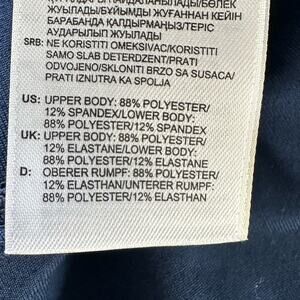 ЖУЫЛАДЫ/БҰЙЫМДЫ ЖУҒАННАН КЕЙІН
БАРАБАНДА ҚАЛДЫРМАҢЫЗ/ТЕРІС
АУДАРЫЛЫП ЖУЫЛАДЫ
SRB: NE KORISTITI OMEKSIVAC/KORISTITI
SAMO SLAB DETERDZENT/PRATI
ODVOJENO/SKLONITI BRZO SA SUSACA/
PRATI IZNUTRA KA SPOLJA
US: UPPER BODY: 88% POLYESTER/
12% SPANDEX/LOWER BODY:
88% POLYESTER/12% SPANDEX
UK: UPPER BODY: 88% POLYESTER/
12% ELASTANE/LOWER BODY:
88% POLYESTER/12% ELASTANE
D: OBERER RUMPF: 88% POLYESTER/
12% ELASTHAN/UNTERER RUMPF:
88% POLYESTER/12% ELASTHAN